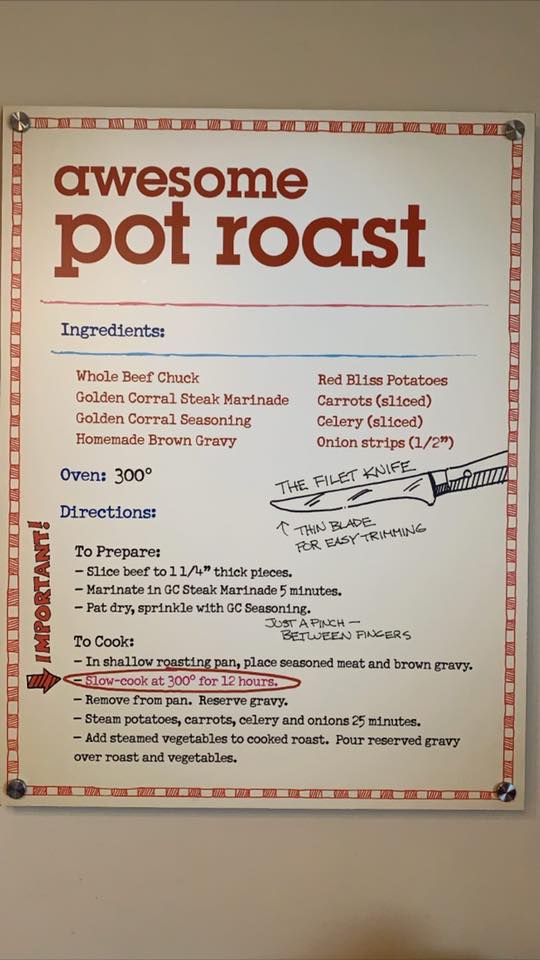 awesome
pot roast
Ingredients:
Whole Beef Chuck
Golden Corral Steak Marinade
Golden Corral Seasoning
Homemade Brown Gravy
Red Bliss Potatoes
Carrots (sliced)
Celery (sliced)
Onion strips (1/2”)
Oven: 300°
THE FILET KNIFE
↑ THIN BLADE
FOR EASY TRIMMING
Directions:
To Prepare:
– Slice beef to 1 1/4” thick pieces.
– Marinate in GC Steak Marinade 5 minutes.
– Pat dry, sprinkle with GC Seasoning.
JUST A PINCH —
BETWEEN FINGERS
To Cook:
– In shallow roasting pan, place seasoned meat and brown gravy.
IMPORTANT!
– Slow-cook at 300° for 12 hours.
– Remove from pan. Reserve gravy.
– Steam potatoes, carrots, celery and onions 25 minutes.
– Add steamed vegetables to cooked roast. Pour reserved gravy
over roast and vegetables.